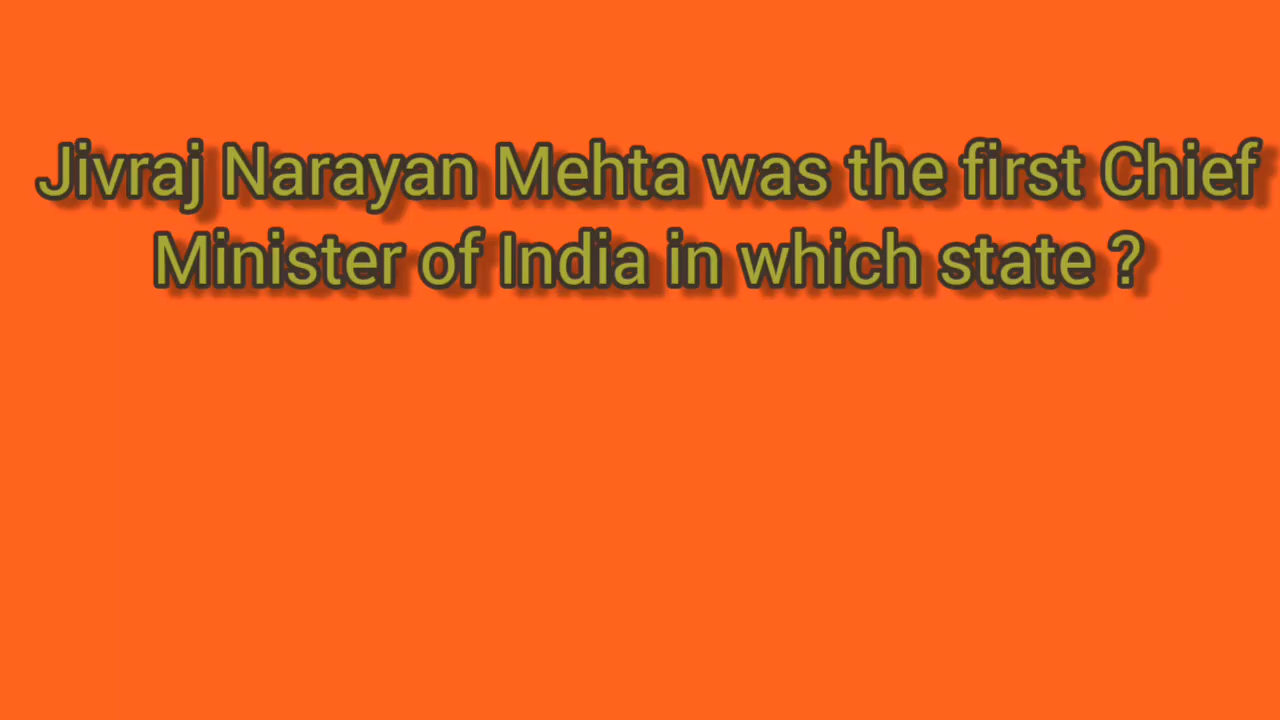 Jivraj Narayan Mehta was the first Chief
Minister of India in which state ?